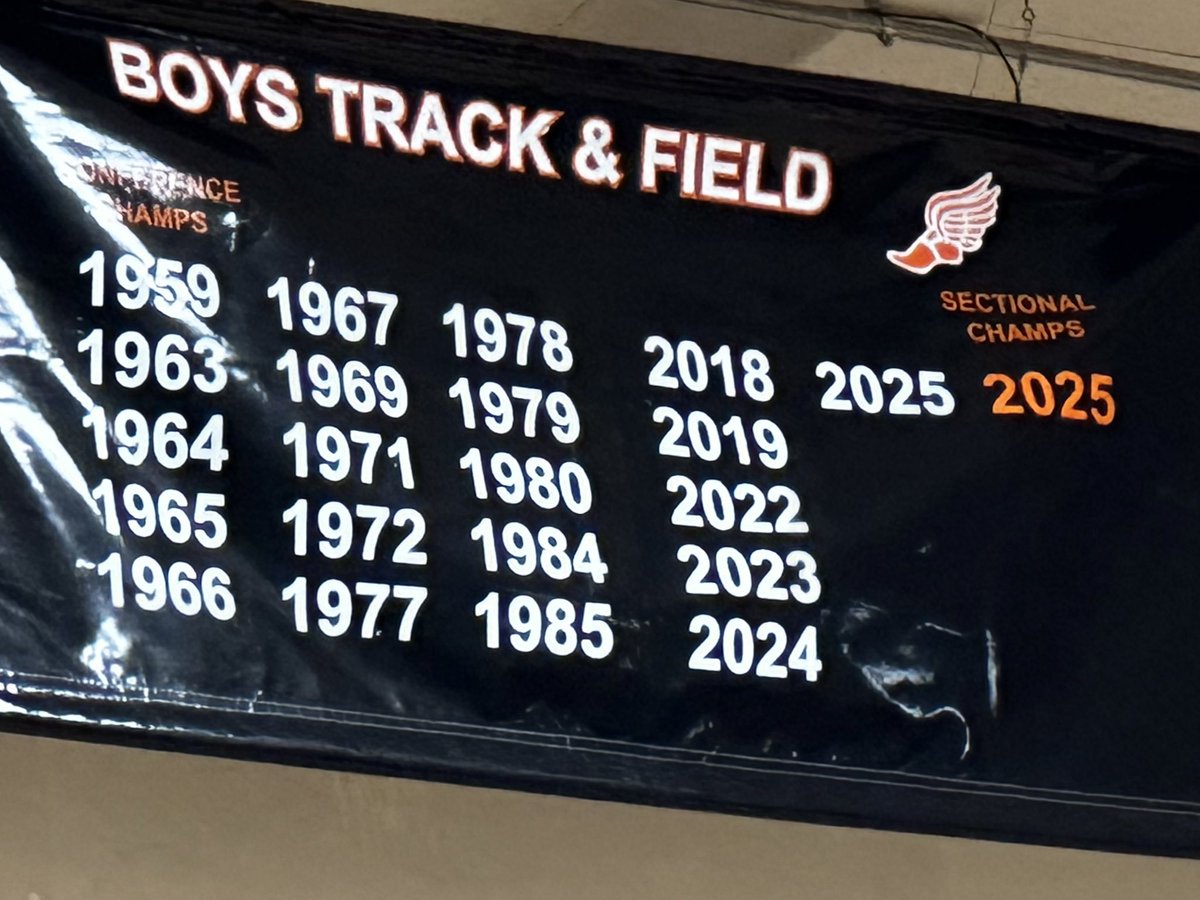 BOYS TRACK & FIELD
CONFERENCE
CHAMPS
SECTIONAL
CHAMPS
1959 1967 1978 2018 2025 2025
1963 1969 1979 2019
1964 1971 1980 2022
1965 1972 1984 2023
1966 1977 1985 2024